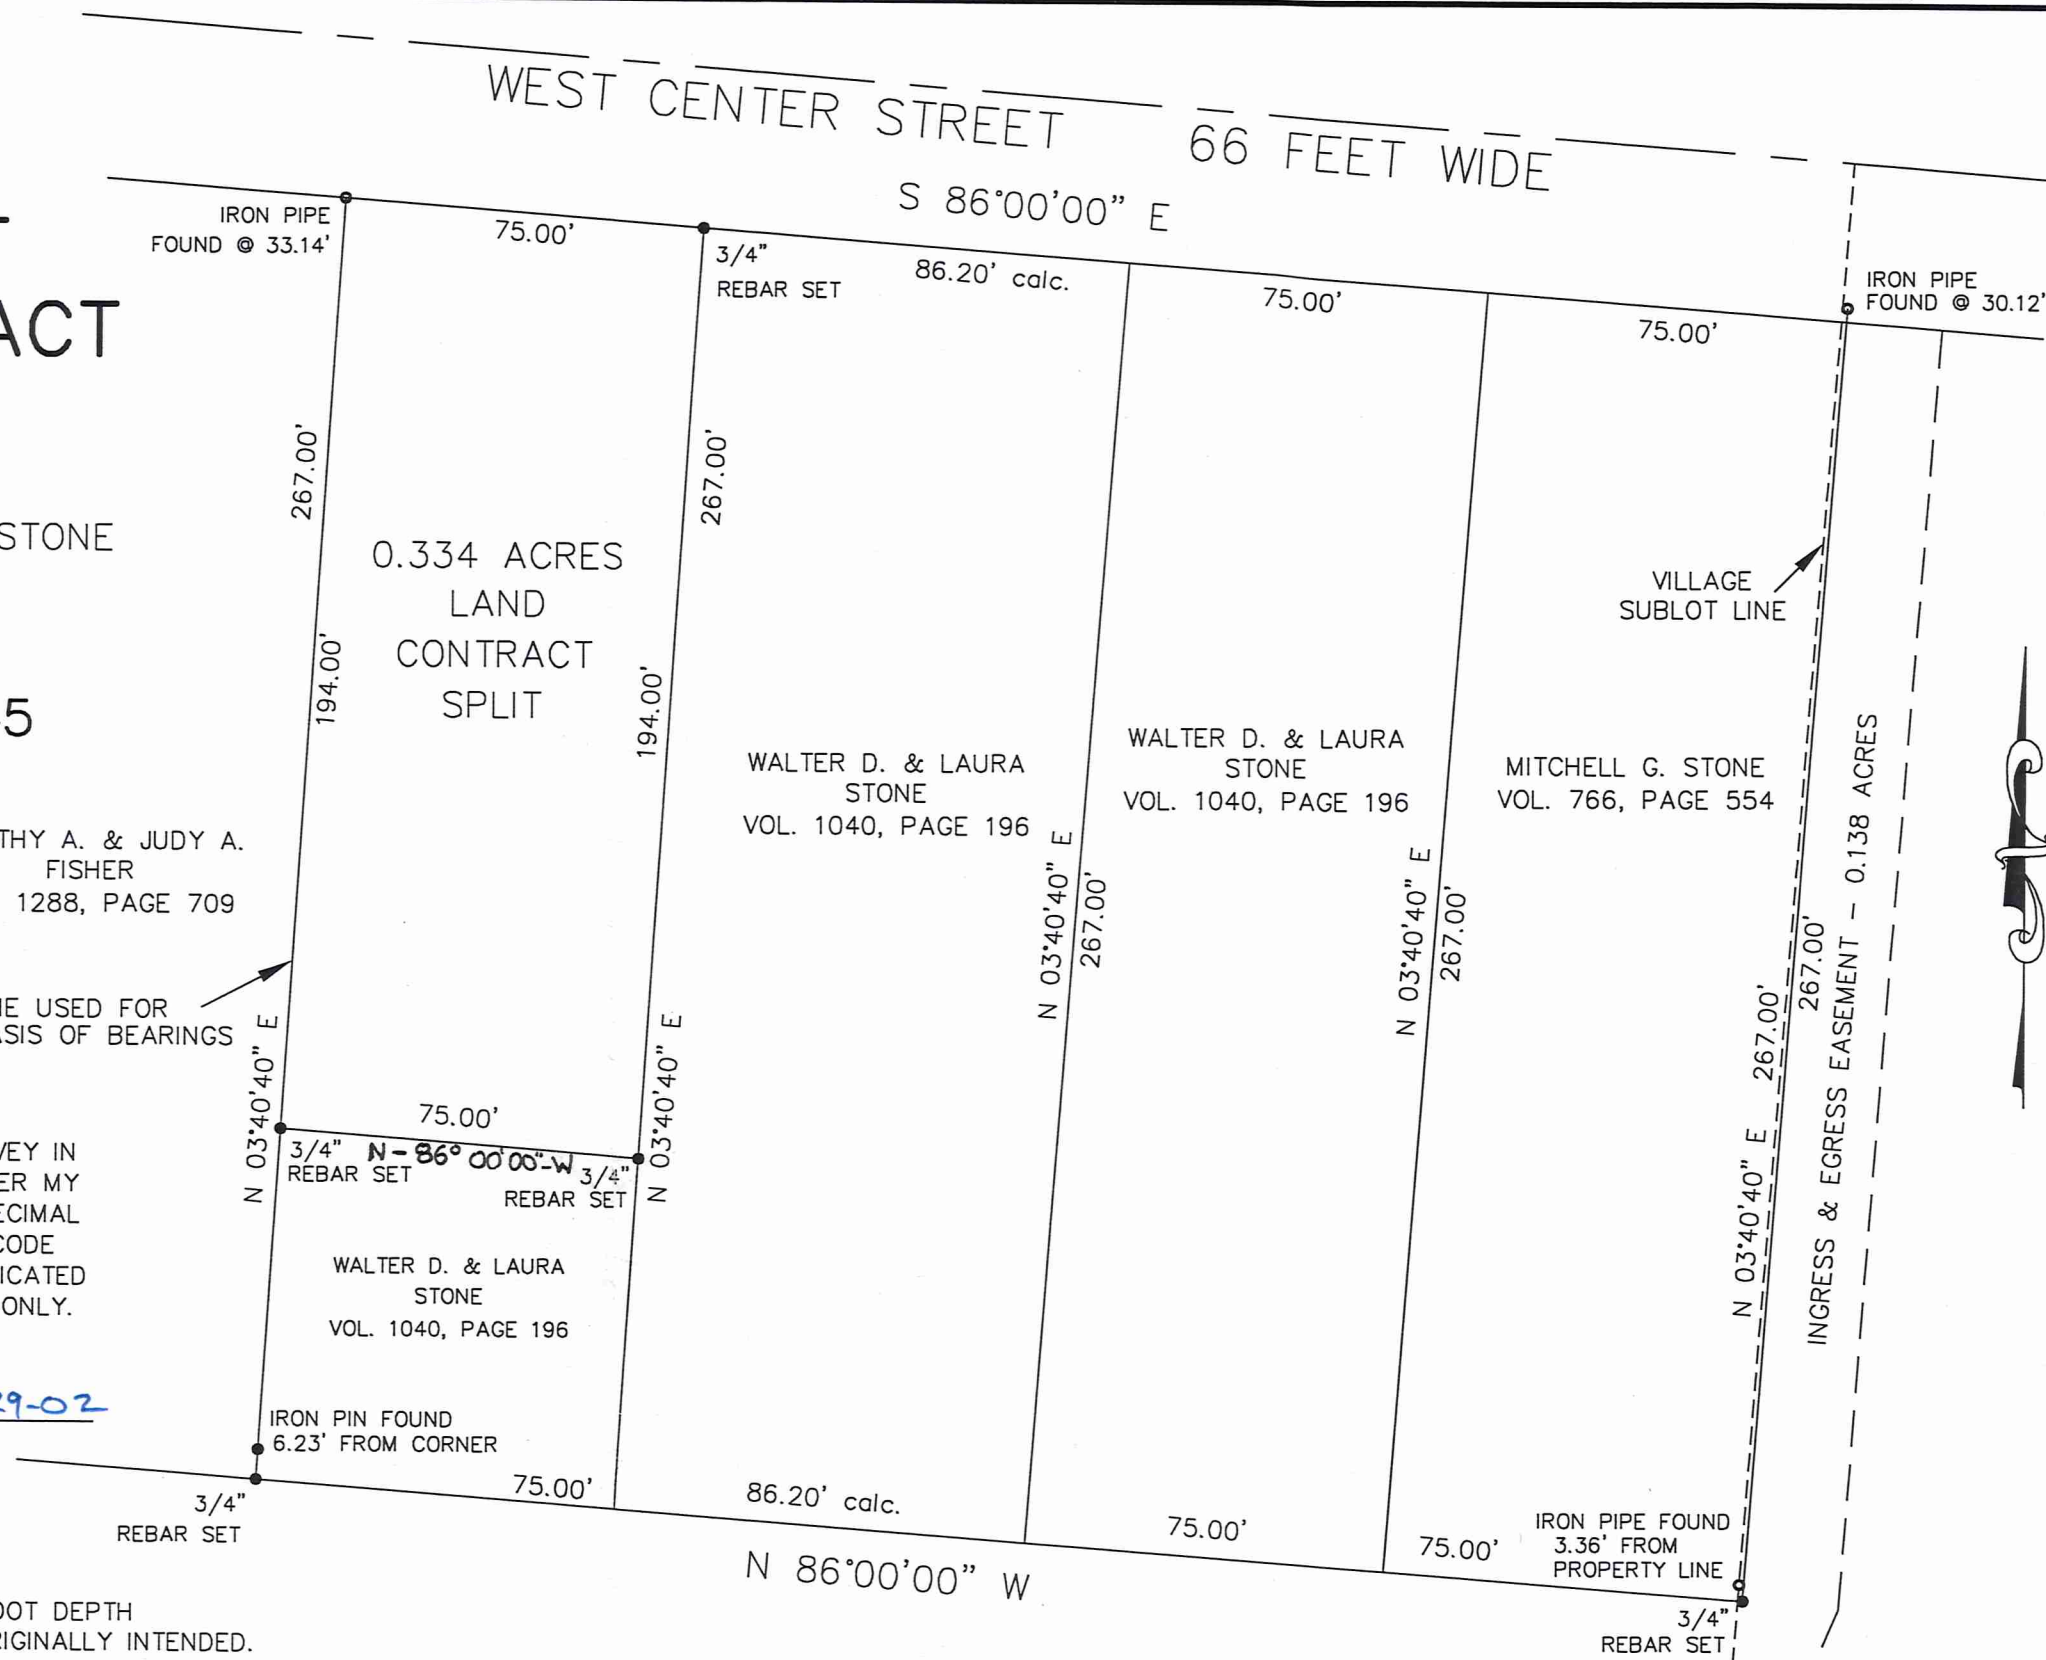 WEST CENTER STREET 66 FEET WIDE
S 86°00'00" E
IRON PIPE
FOUND @ 33.14'
75.00'
3/4"
REBAR SET
86.20' calc.
75.00'
75.00'
IRON PIPE
FOUND @ 30.12'
ACT
267.00'
267.00'
STONE
0.334 ACRES
LAND
CONTRACT
SPLIT
194.00'
194.00'
VILLAGE
SUBLOT LINE
5
WALTER D. & LAURA
STONE
VOL. 1040, PAGE 196
WALTER D. & LAURA
STONE
VOL. 1040, PAGE 196
MITCHELL G. STONE
VOL. 766, PAGE 554
THY A. & JUDY A.
FISHER
1288, PAGE 709
N 03°40'40" E
267.00'
N 03°40'40" E
267.00'
267.00'
INGRESS & EGRESS EASEMENT - 0.138 ACRES
NE USED FOR
ASIS OF BEARINGS
N 03°40'40" E
N 03°40'40" E
N 03°40'40" E 267.00'
75.00'
3/4"
REBAR SET
N-86°00'00"-W
3/4"
REBAR SET
VEY IN
ER MY
ECIMAL
CODE
ICATED
ONLY.
WALTER D. & LAURA
STONE
VOL. 1040, PAGE 196
29-02
IRON PIN FOUND
6.23' FROM CORNER
3/4"
REBAR SET
75.00'
86.20' calc.
75.00'
75.00'
IRON PIPE FOUND
3.36' FROM
PROPERTY LINE
N 86°00'00" W
3/4"
REBAR SET
OOT DEPTH
RIGINALLY INTENDED.